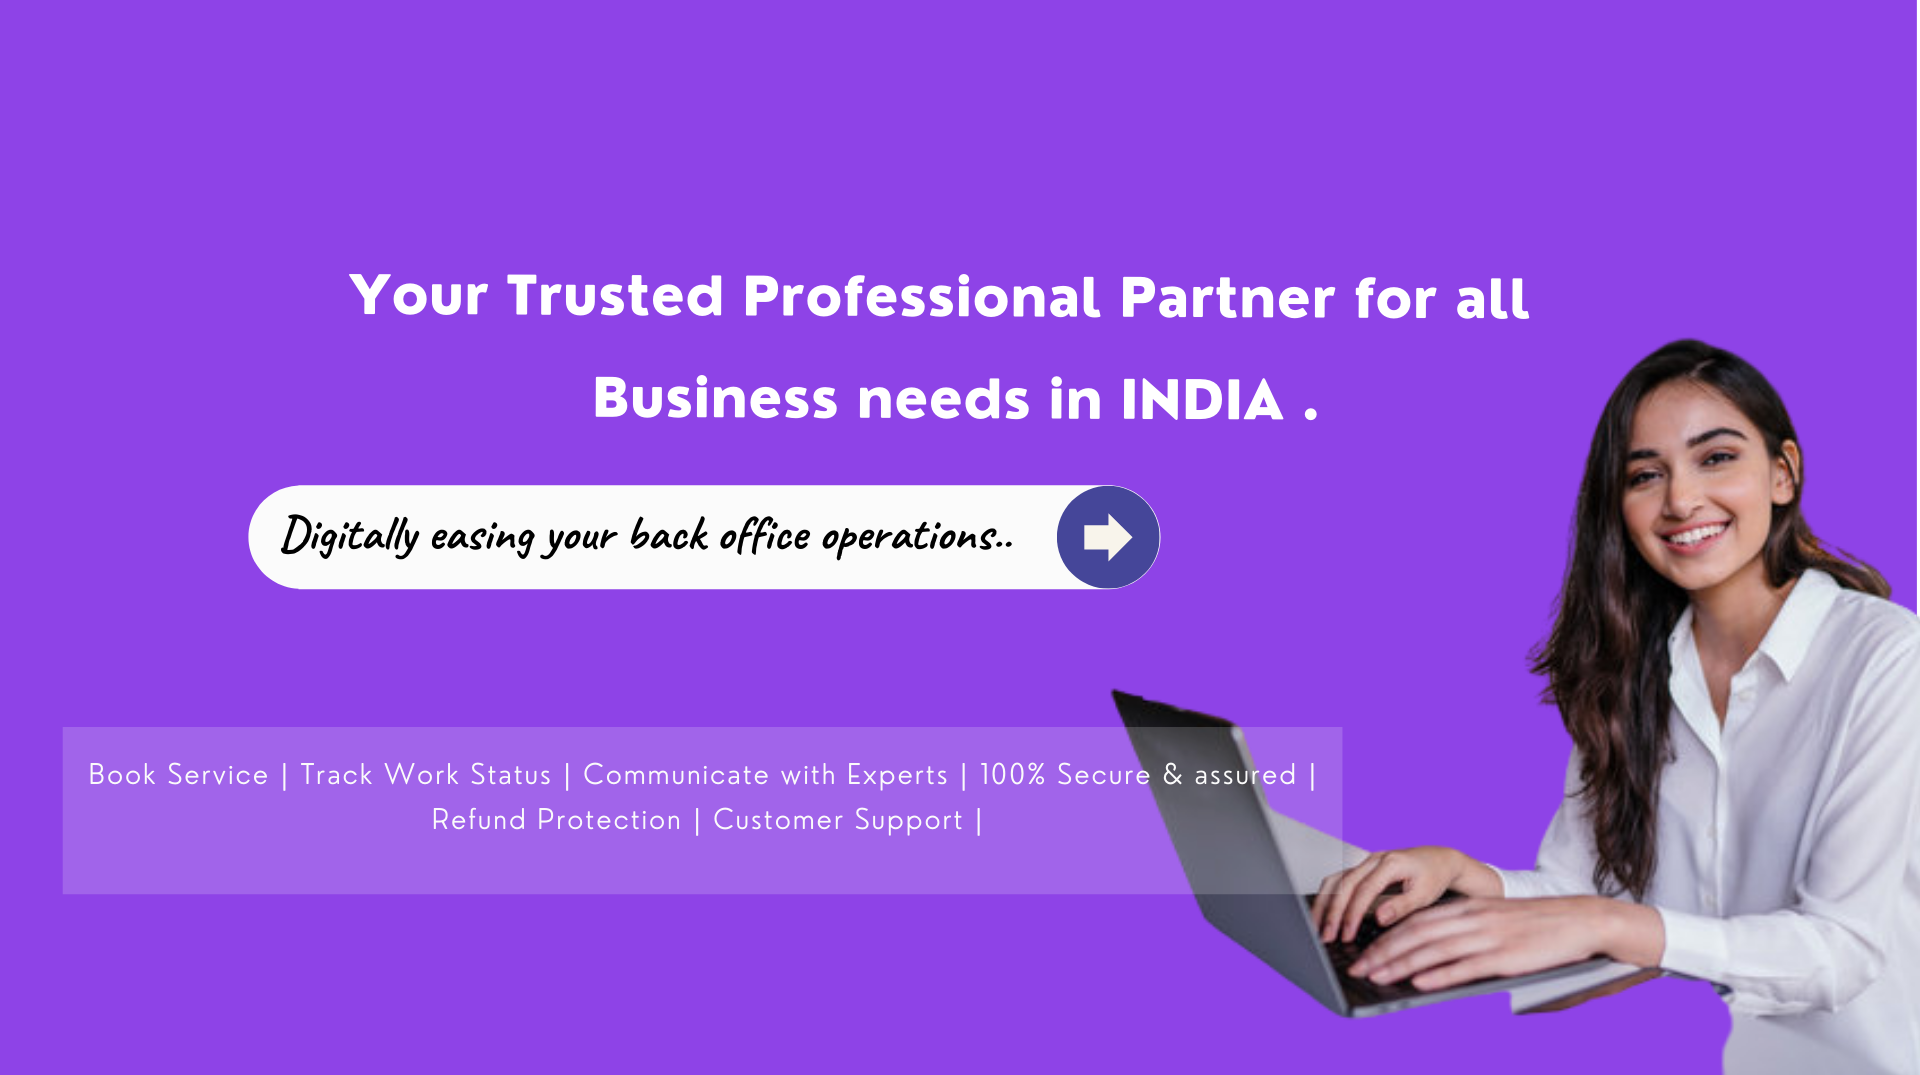 Your Trusted Professional Partner for all
Business needs in INDIA .
Digitally easing your back office operations..
Book Service | Track Work Status | Communicate with Experts | 100% Secure & assured |
Refund Protection | Customer Support |